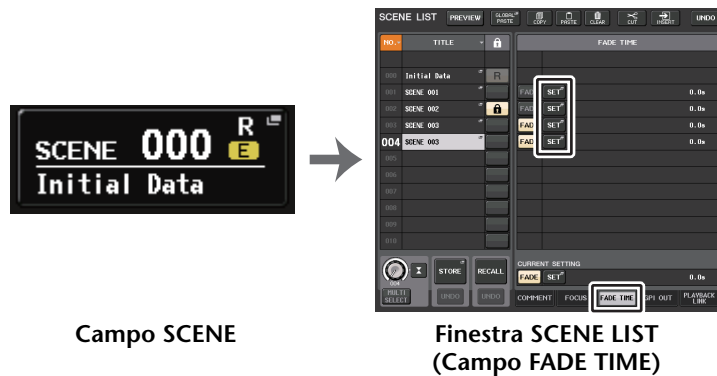 SCENE 000 R E
Initial Data
Campo SCENE
SCENE LIST PREVIEW GLOBAL PASTE COPY PASTE CLEAR CUT INSERT UNDO
NO. TITLE FADE TIME
000 Initial Data R
001 SCENE 001 FADE SET 0.0s
002 SCENE 002 FADE SET 0.0s
003 SCENE 003 FAD SET 0.0s
004 SCENE 003 FAD SET 0.0s
005
006
007
008
009
010
CURRENT SETTING
004 STORE RECALL FADE SET 0.0s
MULTI SELECT UNDO UNDO COMMENT FOCUS FADE TIME GPI OUT PLAYBACK LINK
Finestra SCENE LIST
(Campo FADE TIME)